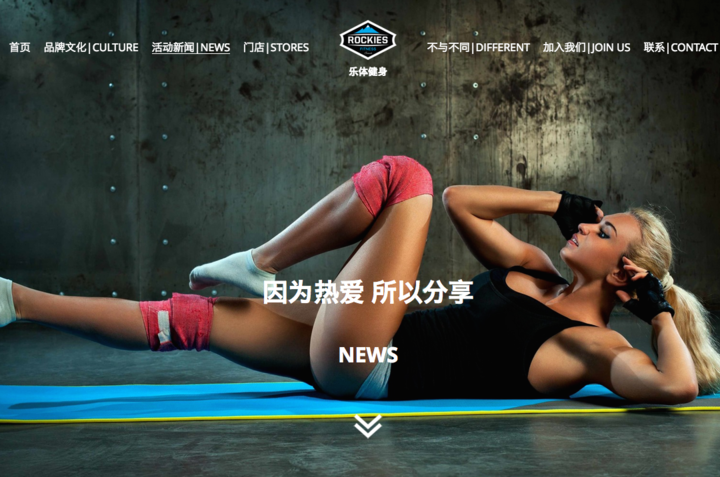 首页
品牌文化|CULTURE
活动新闻|NEWS
门店|STORES
ROCKIES
FITNESS
乐体健身
不与不同|DIFFERENT
加入我们|JOIN US
联系|CONTACT
因为热爱 所以分享
NEWS